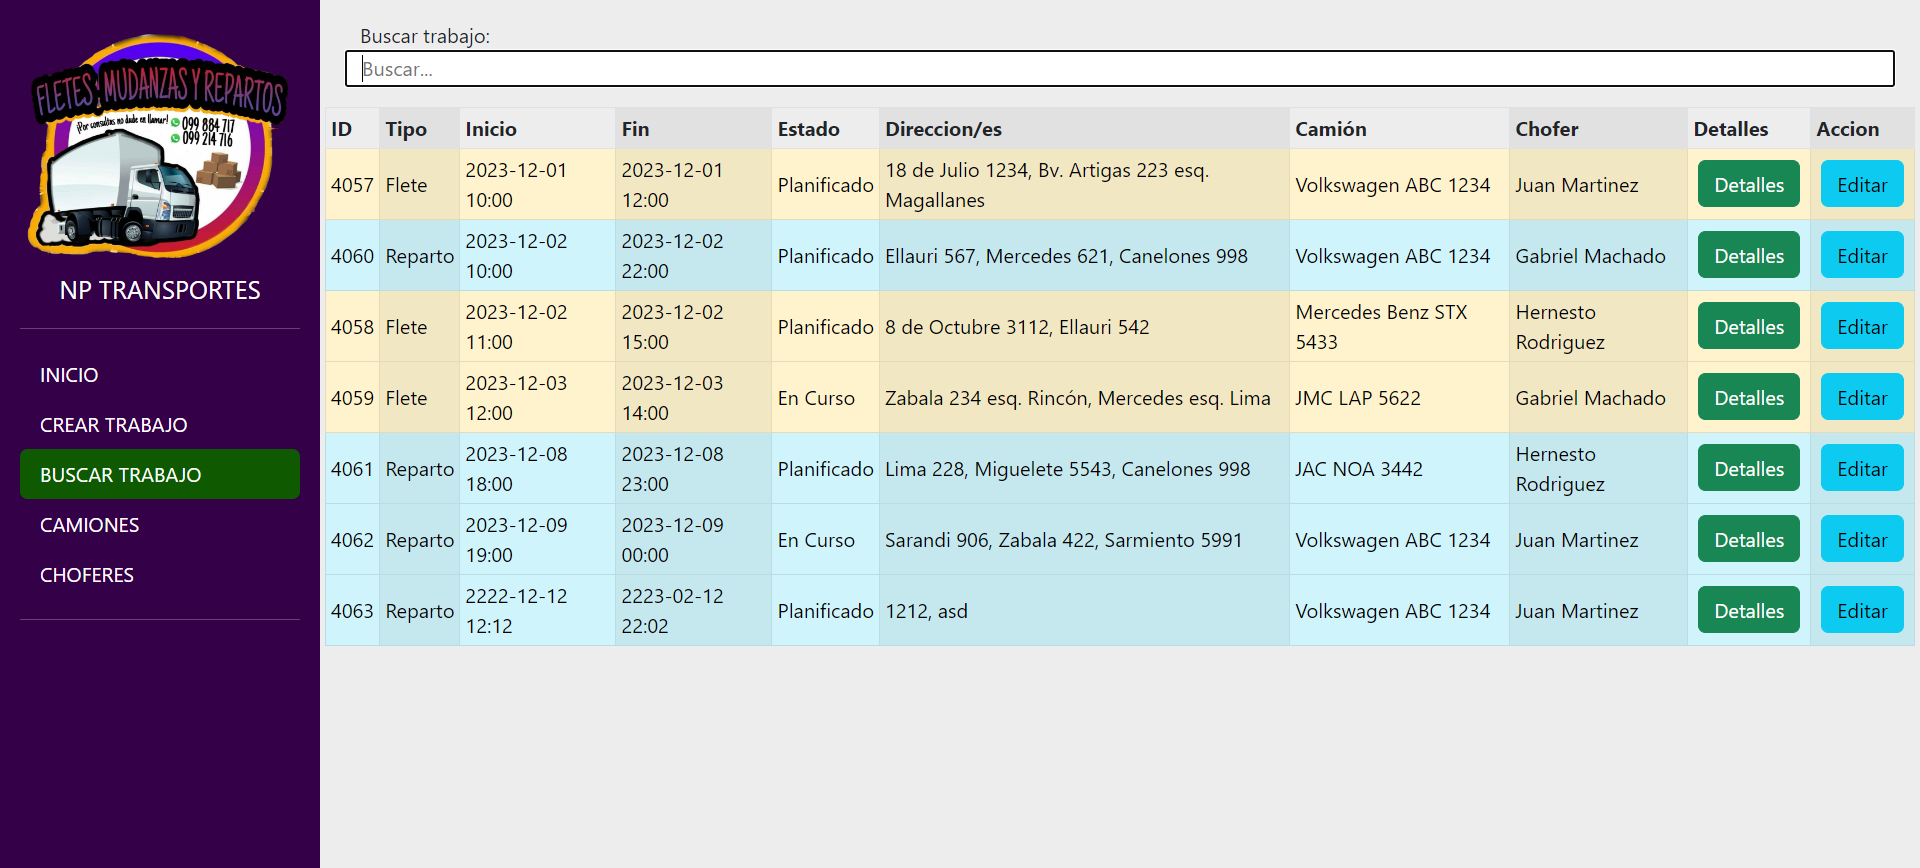 FLETES, MUDANZAS Y REPARTOS
¡Por consultas no dude en llamar! 099 884 717
099 214 716
NP TRANSPORTES
INICIO
CREAR TRABAJO
BUSCAR TRABAJO
CAMIONES
CHOFERES
Buscar trabajo:
Buscar...
ID Tipo Inicio Fin Estado Direccion/es Camión Chofer Detalles Accion
4057 Flete 2023-12-01 10:00 2023-12-01 12:00 Planificado 18 de Julio 1234, Bv. Artigas 223 esq. Magallanes Volkswagen ABC 1234 Juan Martinez Detalles Editar
4060 Reparto 2023-12-02 10:00 2023-12-02 22:00 Planificado Ellauri 567, Mercedes 621, Canelones 998 Volkswagen ABC 1234 Gabriel Machado Detalles Editar
4058 Flete 2023-12-02 11:00 2023-12-02 15:00 Planificado 8 de Octubre 3112, Ellauri 542 Mercedes Benz STX 5433 Hernesto Rodriguez Detalles Editar
4059 Flete 2023-12-03 12:00 2023-12-03 14:00 En Curso Zabala 234 esq. Rincón, Mercedes esq. Lima JMC LAP 5622 Gabriel Machado Detalles Editar
4061 Reparto 2023-12-08 18:00 2023-12-08 23:00 Planificado Lima 228, Miguelete 5543, Canelones 998 JAC NOA 3442 Hernesto Rodriguez Detalles Editar
4062 Reparto 2023-12-09 19:00 2023-12-09 00:00 En Curso Sarandi 906, Zabala 422, Sarmiento 5991 Volkswagen ABC 1234 Juan Martinez Detalles Editar
4063 Reparto 2222-12-12 12:12 2223-02-12 22:02 Planificado 1212, asd Volkswagen ABC 1234 Juan Martinez Detalles Editar